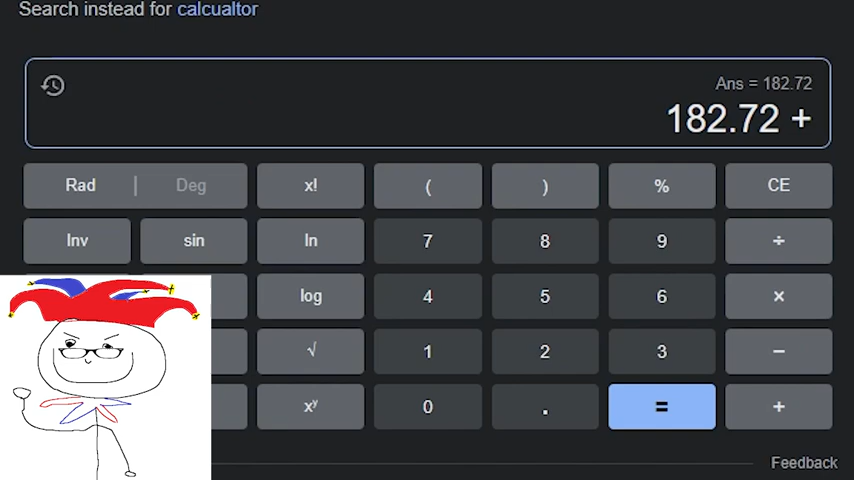 Search instead for calcualtor
Ans = 182.72
182.72 +
Rad | Deg x! ( ) % CE
Inv sin ln 7 8 9 ÷
log 4 5 6 ×
√ 1 2 3 −
xʸ 0 . = +
Feedback